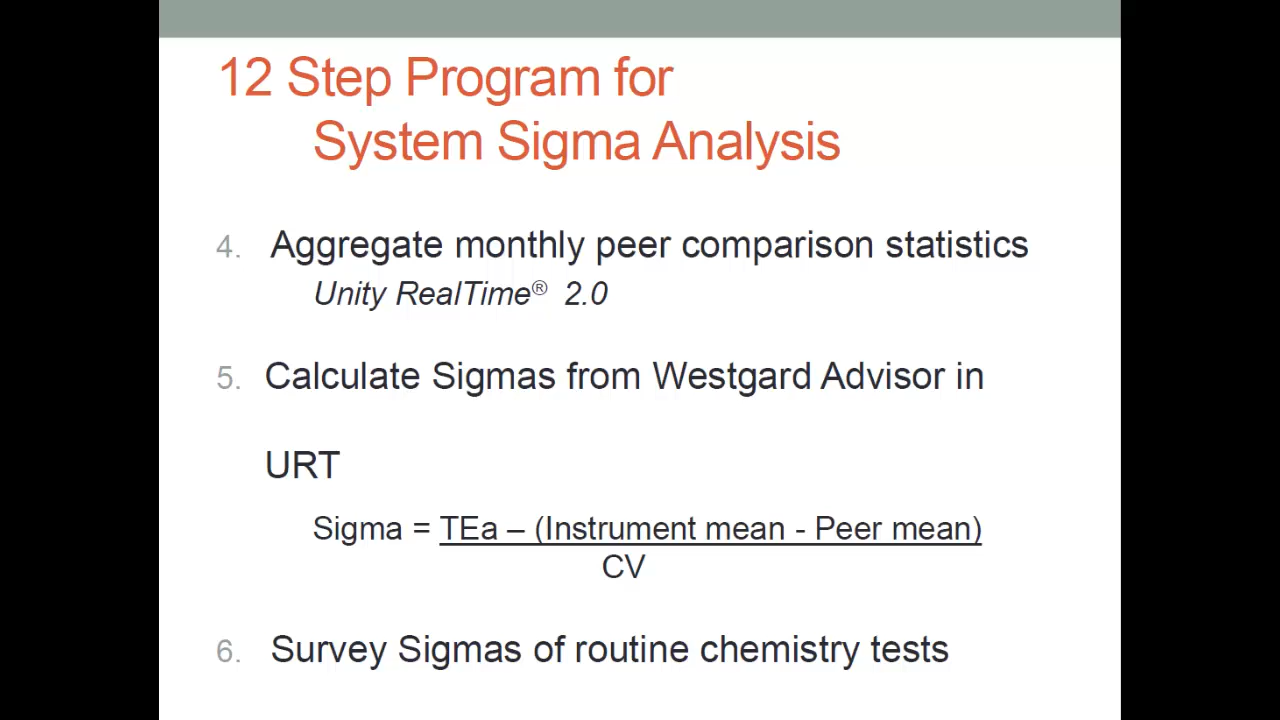 12 Step Program for
System Sigma Analysis
4. Aggregate monthly peer comparison statistics
Unity RealTime® 2.0
5. Calculate Sigmas from Westgard Advisor in
URT
Sigma = TEa – (Instrument mean - Peer mean)
CV
6. Survey Sigmas of routine chemistry tests